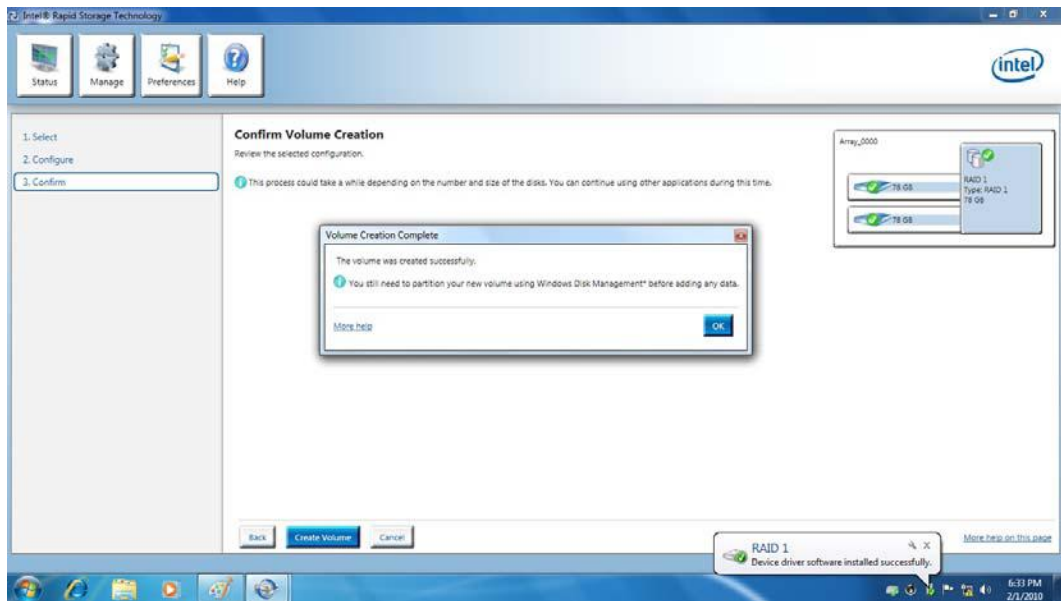 Intel® Rapid Storage Technology
Status
Manage
Preferences
Help
intel
1. Select
2. Configure
3. Confirm
Confirm Volume Creation
Review the selected configuration.
This process could take a while depending on the number and size of the disks. You can continue using other applications during this time.
Array_0000
78 GB
78 GB
RAID 1
Type: RAID 1
78 GB
Volume Creation Complete
The volume was created successfully.
You still need to partition your new volume using Windows Disk Management* before adding any data.
More help
OK
Back
Create Volume
Cancel
More help on this page
RAID 1
Device driver software installed successfully.
6:33 PM
2/1/2010